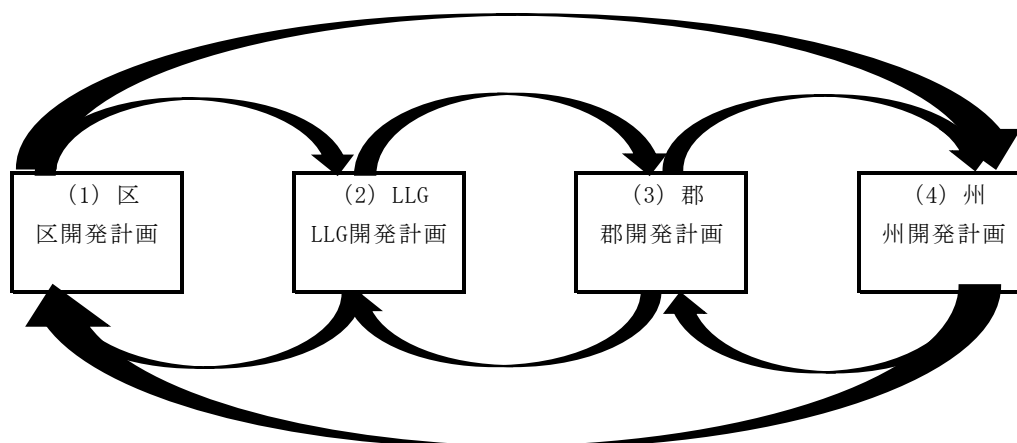 (1) 区
区開発計画
(2) LLG
LLG開発計画
(3) 郡
郡開発計画
(4) 州
州開発計画